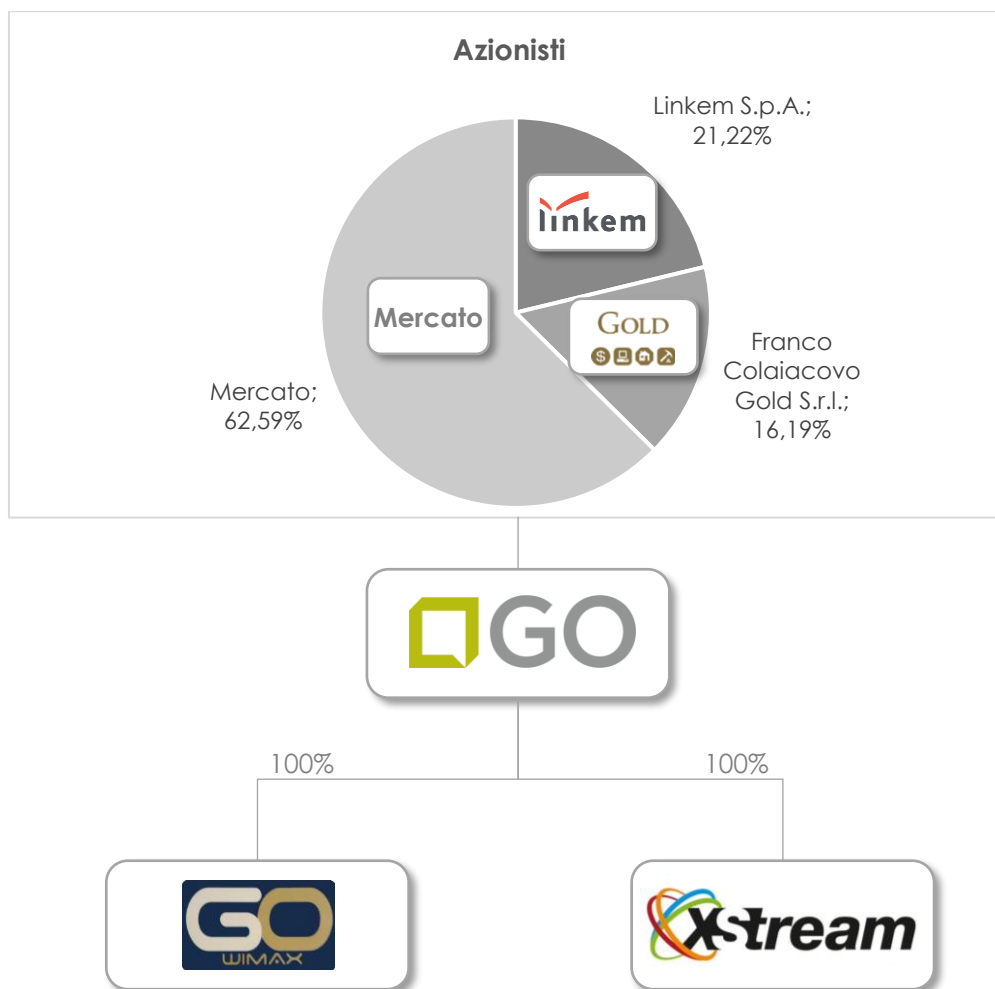 Azionisti
Linkem S.p.A.;
21,22%
linkem
Mercato
GOLD
$
Franco
Colaiacovo
Gold S.r.l.;
16,19%
Mercato;
62,59%
GO
100%
100%
GO
WIMAX
Xstream